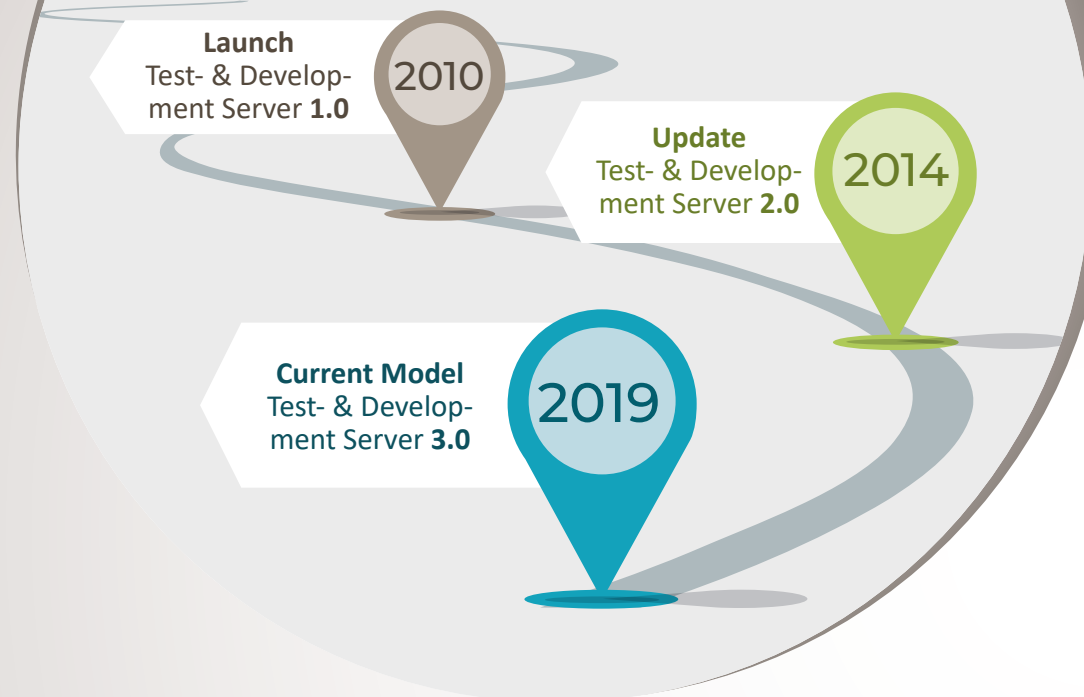 Launch
Test- & Develop-
ment Server 1.0
2010
Update
Test- & Develop-
ment Server 2.0
2014
Current Model
Test- & Develop-
ment Server 3.0
2019